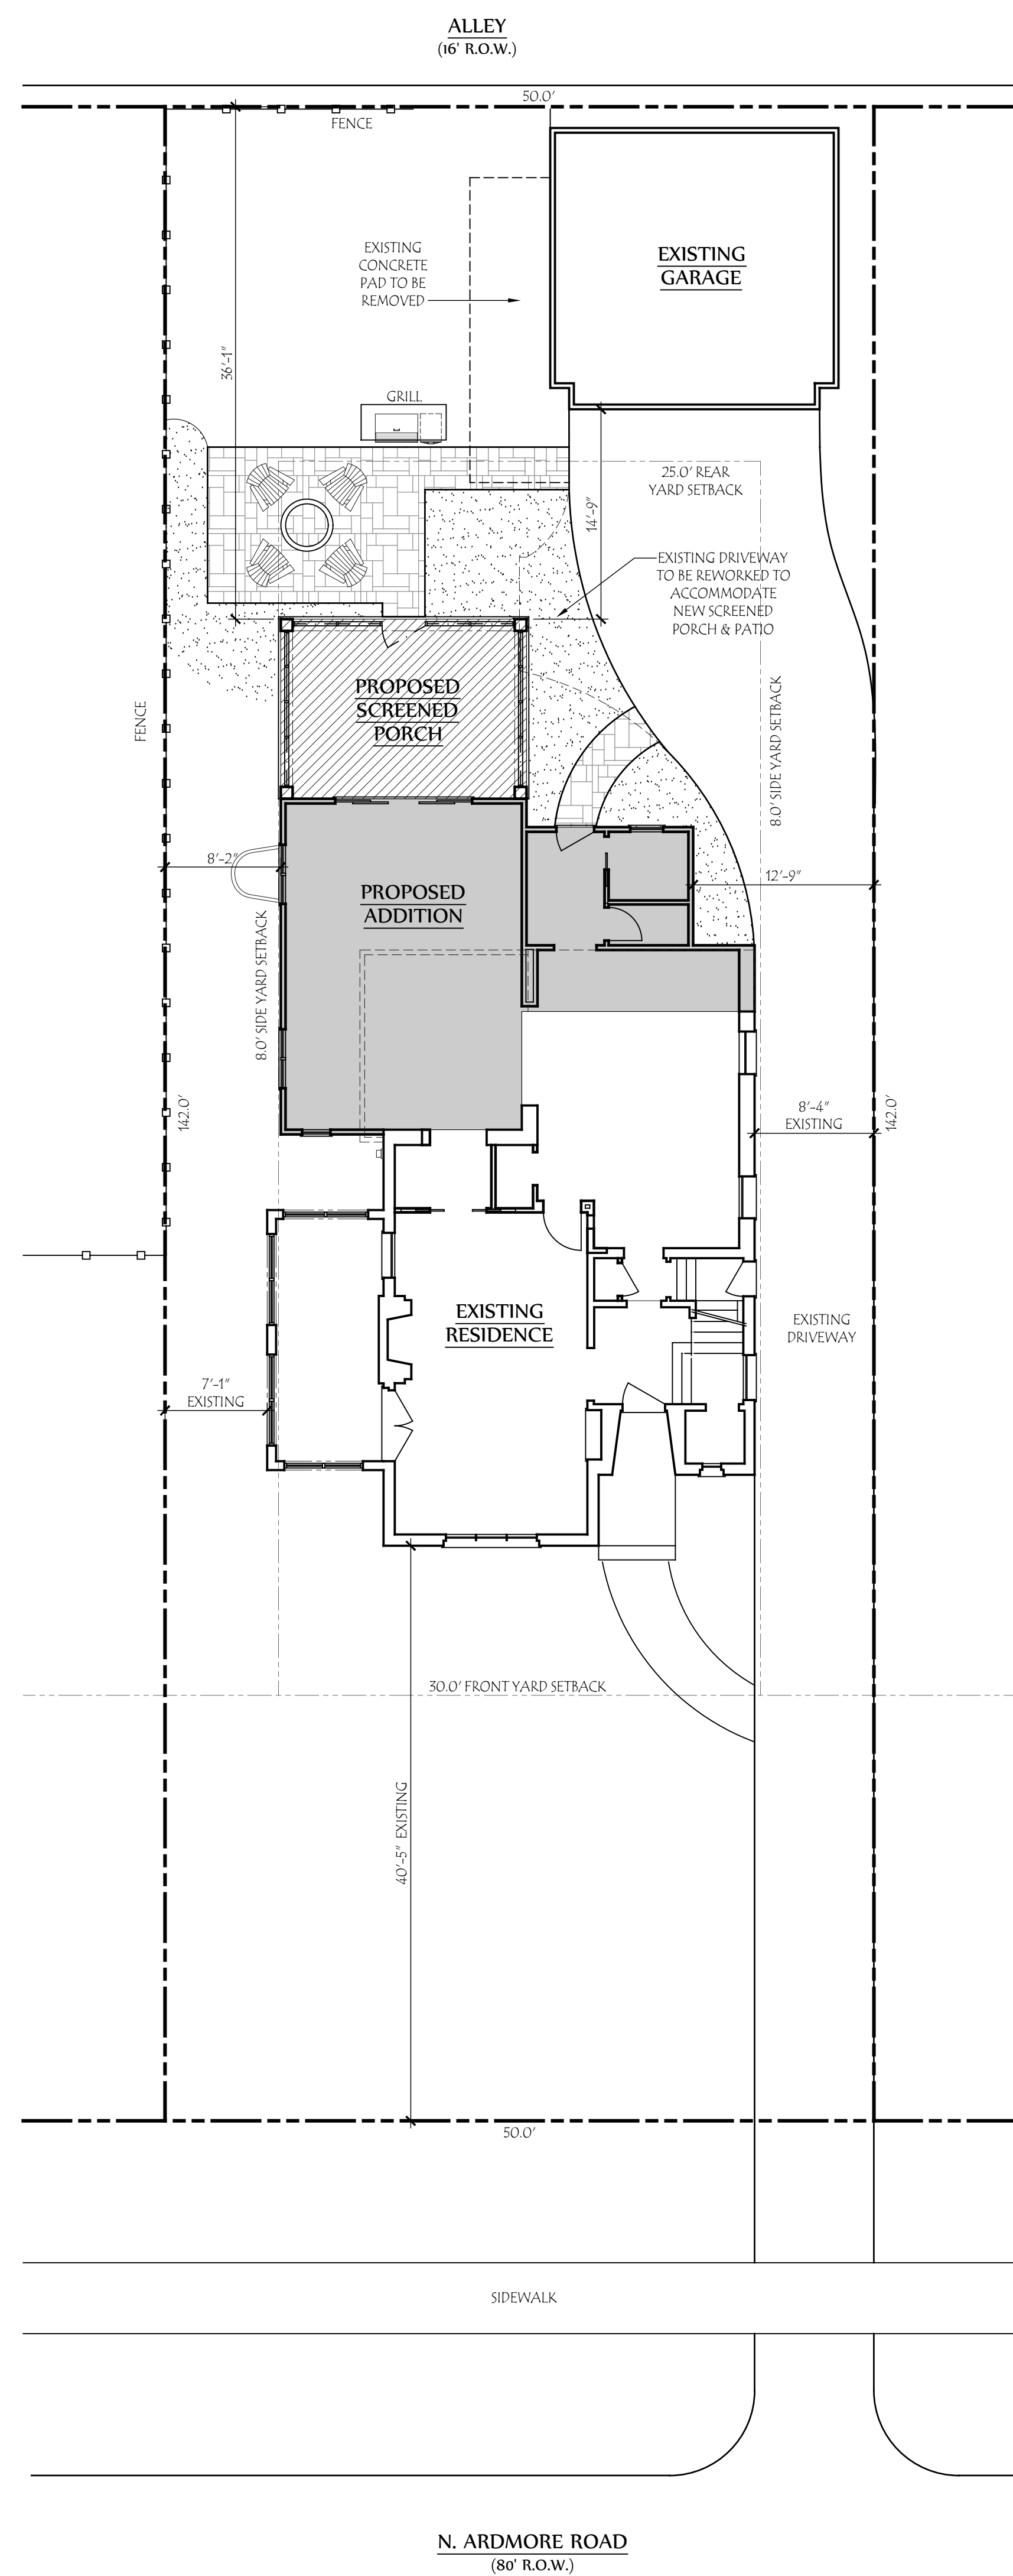 ALLEY
(16' R.O.W.)
50.0'
FENCE
EXISTING
CONCRETE
PAD TO BE
REMOVED
EXISTING
GARAGE
36'-1"
GRILL
25.0' REAR
YARD SETBACK
14'-9"
EXISTING DRIVEWAY
TO BE REWORKED TO
ACCOMMODATE
NEW SCREENED
PORCH & PATIO
PROPOSED
SCREENED
PORCH
FENCE
8.0' SIDE YARD SETBACK
8'-2"
12'-9"
PROPOSED
ADDITION
8.0' SIDE YARD SETBACK
142.0'
8'-4"
EXISTING
142.0'
EXISTING
RESIDENCE
EXISTING
DRIVEWAY
7'-1"
EXISTING
30.0' FRONT YARD SETBACK
40'-5" EXISTING
50.0'
SIDEWALK
N. ARDMORE ROAD
(80' R.O.W.)